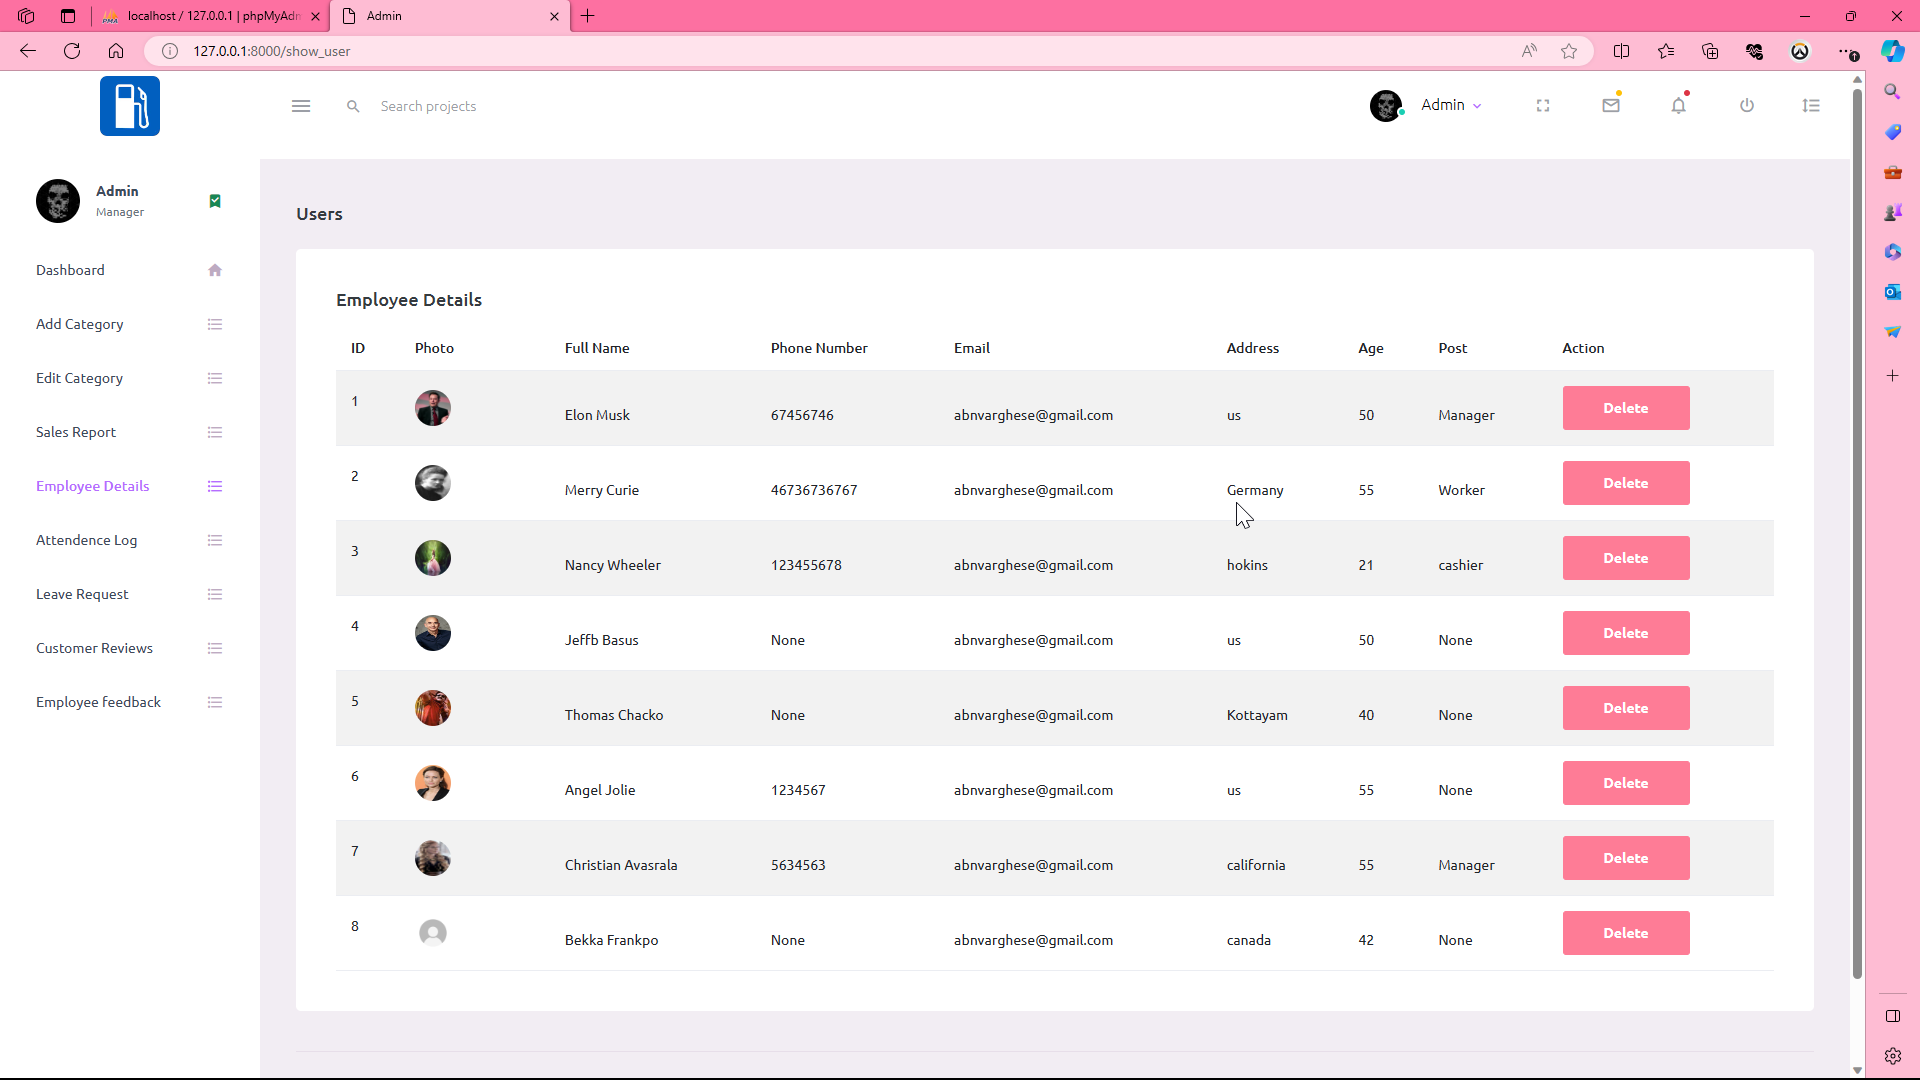 localhost / 127.0.0.1 | phpMyAdm
Admin
127.0.0.1:8000/show_user
Search projects
Admin
Admin
Manager
Dashboard
Add Category
Edit Category
Sales Report
Employee Details
Attendence Log
Leave Request
Customer Reviews
Employee feedback
Users
Employee Details
ID Photo Full Name Phone Number Email Address Age Post Action
1 Elon Musk 67456746 abnvarghese@gmail.com us 50 Manager Delete
2 Merry Curie 46736736767 abnvarghese@gmail.com Germany 55 Worker Delete
3 Nancy Wheeler 123455678 abnvarghese@gmail.com hokins 21 cashier Delete
4 Jeffb Basus None abnvarghese@gmail.com us 50 None Delete
5 Thomas Chacko None abnvarghese@gmail.com Kottayam 40 None Delete
6 Angel Jolie 1234567 abnvarghese@gmail.com us 55 None Delete
7 Christian Avasrala 5634563 abnvarghese@gmail.com california 55 Manager Delete
8 Bekka Frankpo None abnvarghese@gmail.com canada 42 None Delete